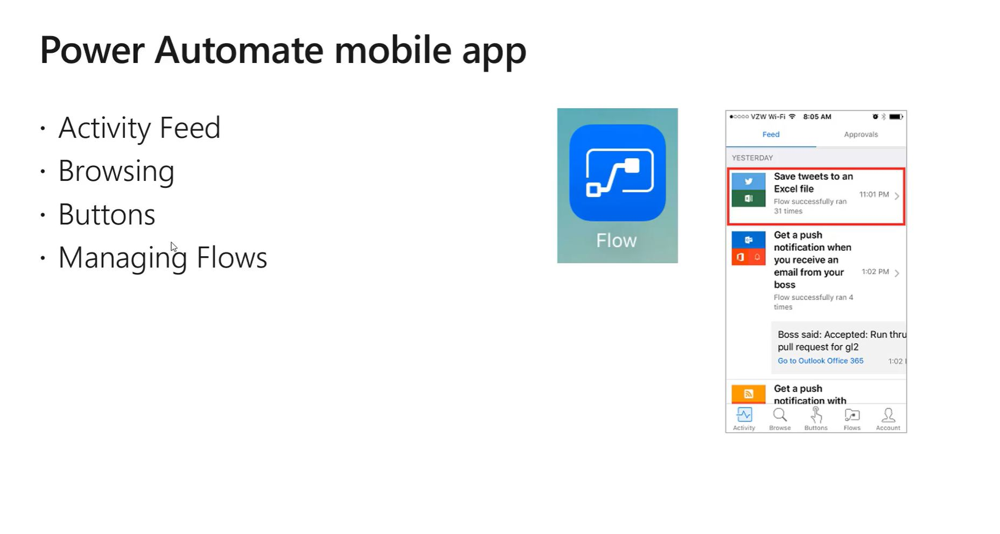 Power Automate mobile app
· Activity Feed
· Browsing
· Buttons
· Managing Flows
Flow
VZW Wi-Fi 8:05 AM
Feed Approvals
YESTERDAY
Save tweets to an
Excel file
Flow successfully ran
31 times
11:01 PM
Get a push
notification when
you receive an
email from your
boss
1:02 PM
Flow successfully ran 4
times
Boss said: Accepted: Run thru
pull request for gl2
Go to Outlook Office 365 1:02
Get a push
notification with
Activity Browse Buttons Flows Account